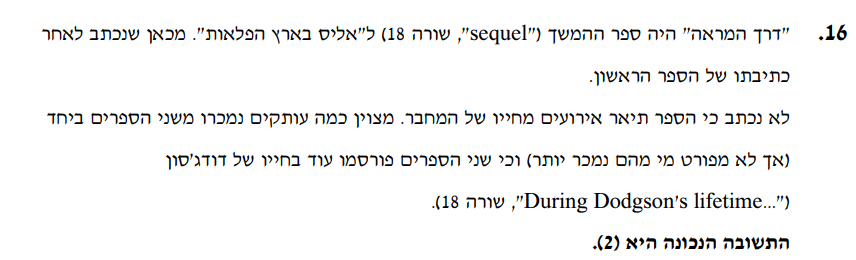 16. "דרך המראה" היה ספר ההמשך ("sequel", שורה 18) ל"אליס בארץ הפלאות". מכאן שנכתב לאחר
כתיבתו של הספר הראשון.
לא נכתב כי הספר תיאר אירועים מחייו של המחבר. מצוין כמה עותקים נמכרו משני הספרים ביחד
(אך לא מפורט מי מהם נמכר יותר) וכי שני הספרים פורסמו עוד בחייו של דודג'סון
("During Dodgson's lifetime...", שורה 18).
התשובה הנכונה היא (2).